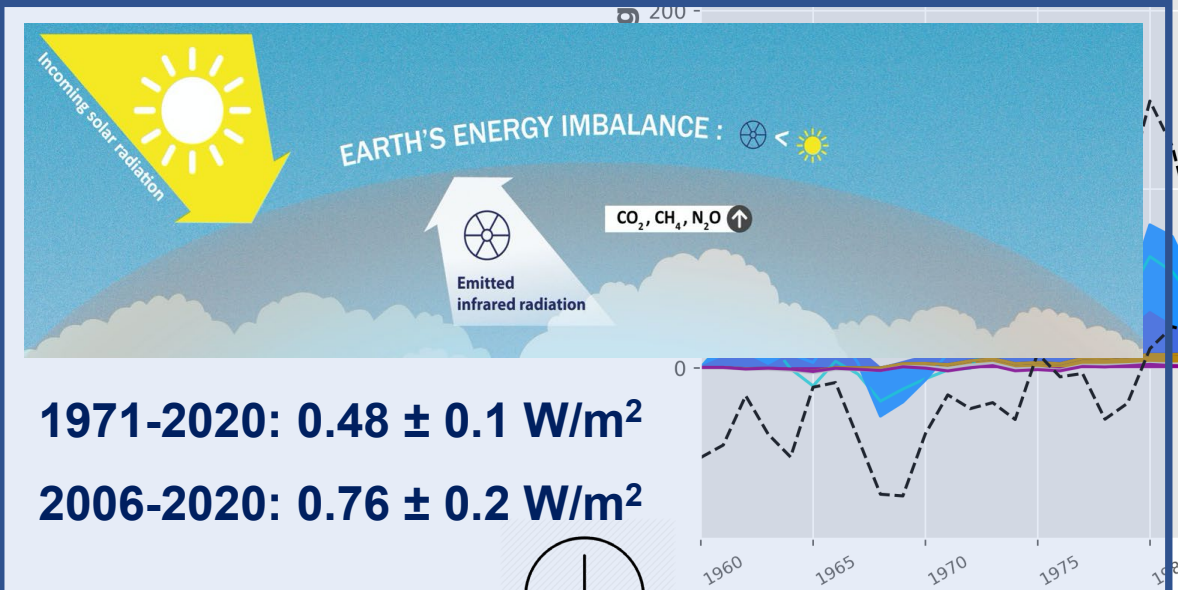 200
g
Incoming solar radiation
EARTH'S ENERGY IMBALANCE : <
CO₂, CH₄, N₂O
Emitted
infrared radiation
0
1971-2020: 0.48 ± 0.1 W/m²
2006-2020: 0.76 ± 0.2 W/m²
1960
1965
1970
1975